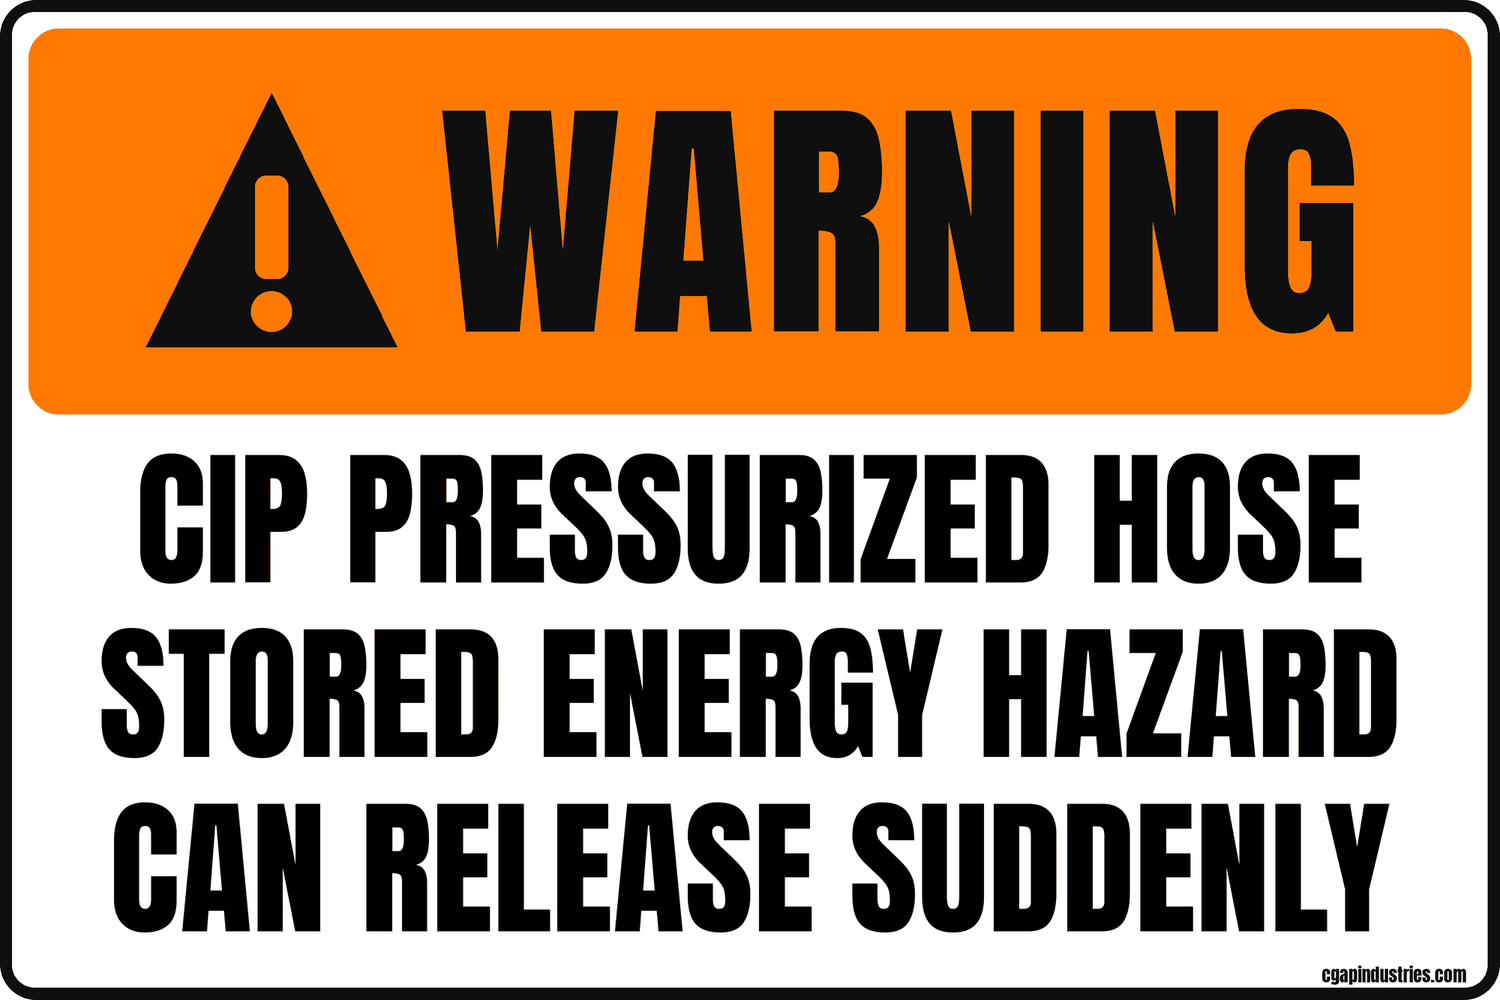 WARNING
CIP PRESSURIZED HOSE
STORED ENERGY HAZARD
CAN RELEASE SUDDENLY
cgapindustries.com